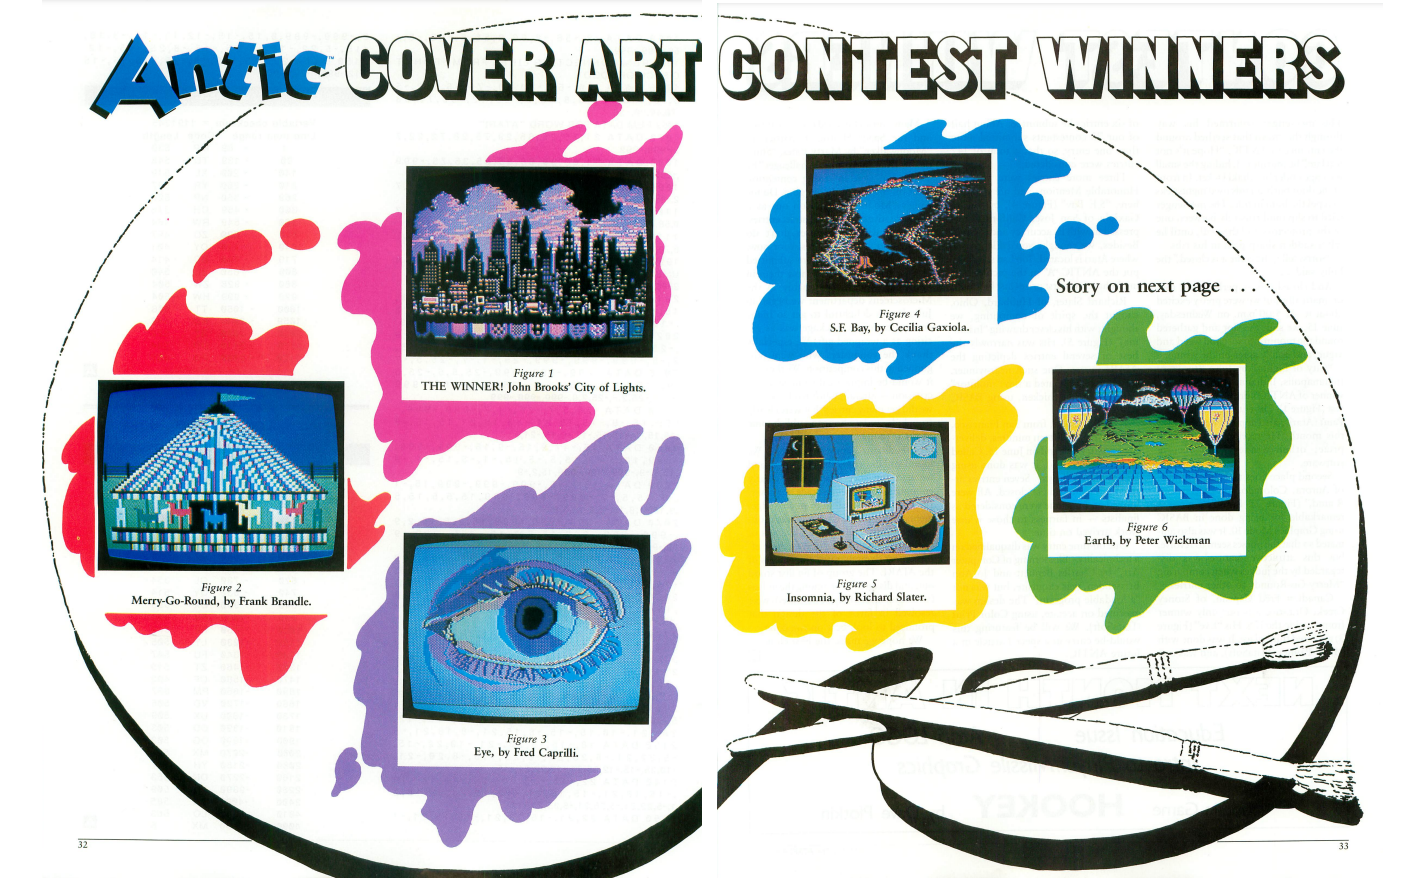 Antic™ COVER ART CONTEST WINNERS
Figure 1
THE WINNER! John Brooks' City of Lights.
Figure 2
Merry-Go-Round, by Frank Brandle.
Figure 3
Eye, by Fred Caprilli.
32
Figure 4
S.F. Bay, by Cecilia Gaxiola.
Story on next page . . .
Figure 5
Insomnia, by Richard Slater.
Figure 6
Earth, by Peter Wickman
33